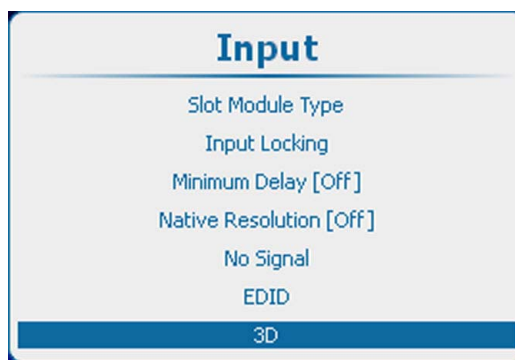 Input
Slot Module Type
Input Locking
Minimum Delay [Off]
Native Resolution [Off]
No Signal
EDID
3D